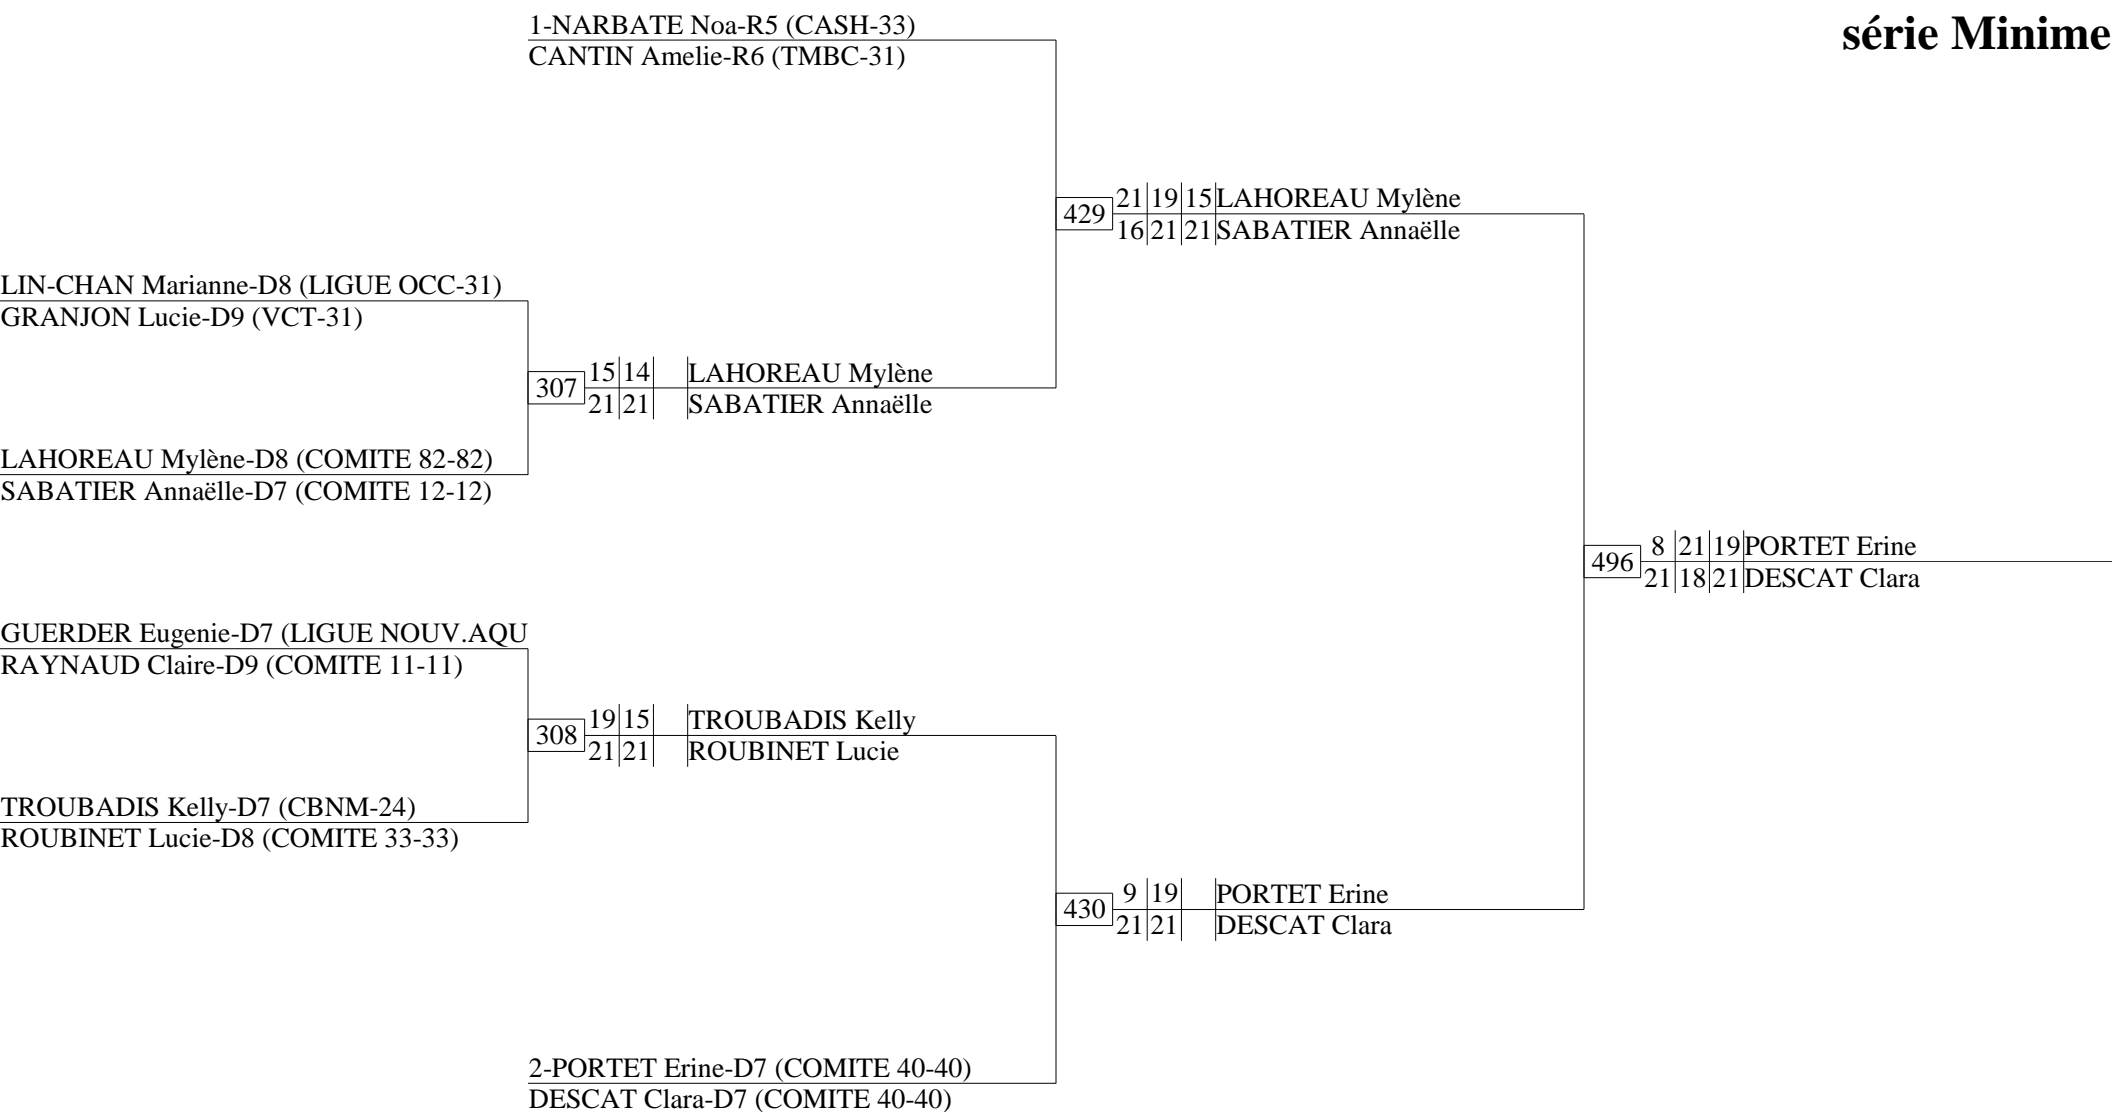 1-NARBATE Noa-R5 (CASH-33)
CANTIN Amelie-R6 (TMBC-31)
série Minime
21 19 15 LAHOREAU Mylène
429
16 21 21 SABATIER Annaëlle
LIN-CHAN Marianne-D8 (LIGUE OCC-31)
GRANJON Lucie-D9 (VCT-31)
15 14 LAHOREAU Mylène
307
21 21 SABATIER Annaëlle
LAHOREAU Mylène-D8 (COMITE 82-82)
SABATIER Annaëlle-D7 (COMITE 12-12)
8 21 19 PORTET Erine
496
21 18 21 DESCAT Clara
GUERDER Eugenie-D7 (LIGUE NOUV.AQU
RAYNAUD Claire-D9 (COMITE 11-11)
19 15 TROUBADIS Kelly
308
21 21 ROUBINET Lucie
TROUBADIS Kelly-D7 (CBNM-24)
ROUBINET Lucie-D8 (COMITE 33-33)
9 19 PORTET Erine
430
21 21 DESCAT Clara
2-PORTET Erine-D7 (COMITE 40-40)
DESCAT Clara-D7 (COMITE 40-40)